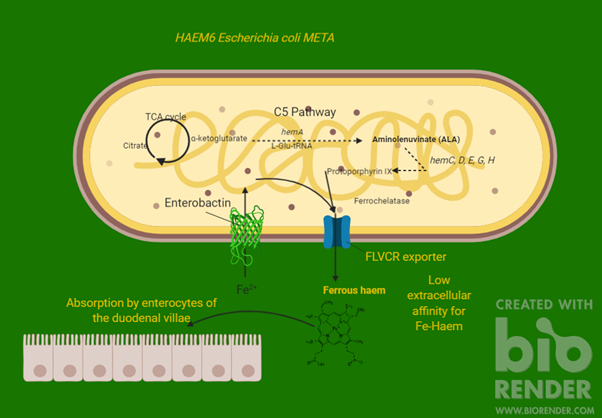 HAEM6 Escherichia coli META
TCA cycle
C5 Pathway
Citrate
α-ketoglutarate
hemA
L-Glu-tRNA
Aminolenuvinate (ALA)
hemC, D, E, G, H
Protoporphyrin IX
Ferrochelatase
Enterobactin
FLVCR exporter
Fe²⁺
Ferrous haem
Low
extracellular
affinity for
Fe-Haem
Absorption by enterocytes of
the duodenal villae
CREATED WITH
bio
RENDER
WWW.BIORENDER.COM